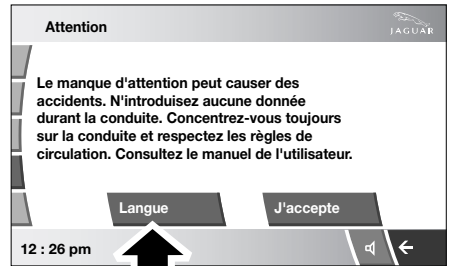 Attention
JAGUAR
Le manque d'attention peut causer des
accidents. N'introduisez aucune donnée
durant la conduite. Concentrez-vous toujours
sur la conduite et respectez les règles de
circulation. Consultez le manuel de l'utilisateur.
Langue
J'accepte
12 : 26 pm